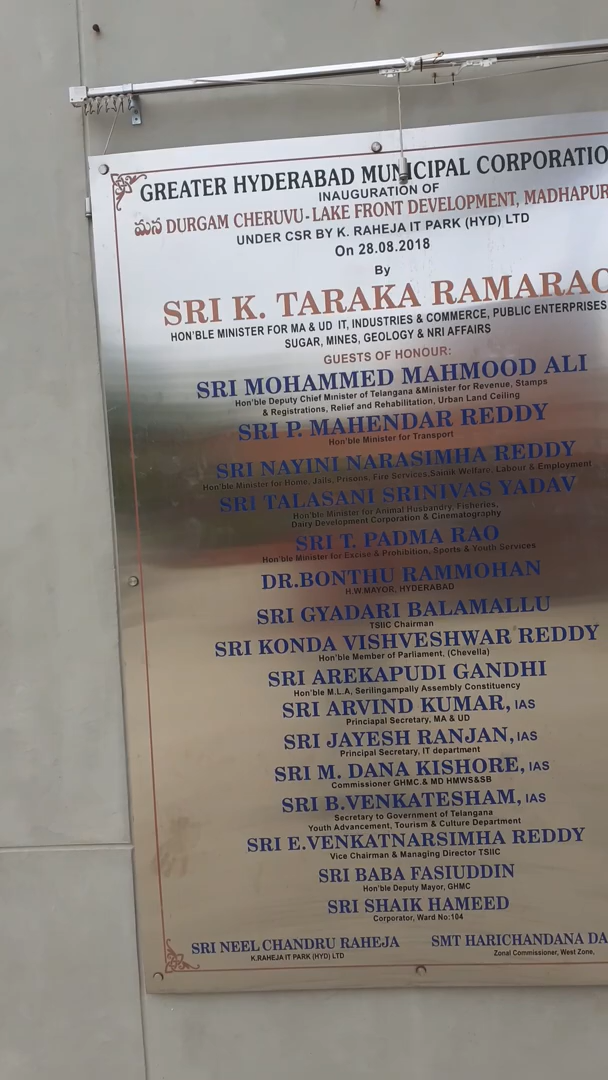 GREATER HYDERABAD MUNICIPAL CORPORATIO
INAUGURATION OF
మన DURGAM CHERUVU-LAKE FRONT DEVELOPMENT, MADHAPUR
UNDER CSR BY K. RAHEJA IT PARK (HYD) LTD
On 28.08.2018
By
SRI K. TARAKA RAMARAO
HON'BLE MINISTER FOR MA & UD IT, INDUSTRIES & COMMERCE, PUBLIC ENTERPRISES
SUGAR, MINES, GEOLOGY & NRI AFFAIRS
GUESTS OF HONOUR:
SRI MOHAMMED MAHMOOD ALI
Hon'ble Deputy Chief Minister of Telangana &Minister for Revenue, Stamps
& Registrations, Relief and Rehabilitation, Urban Land Ceiling
SRI P. MAHENDAR REDDY
Hon'ble Minister for Transport
SRI NAYINI NARASIMHA REDDY
Hon'ble Minister for Home, Jails, Prisons, Fire Services,Sainik Welfare, Labour & Employment
SRI TALASANI SRINIVAS YADAV
Hon'ble Minister for Animal Husbandry, Fisheries,
Dairy Development Corporation & Cinematography
SRI T. PADMA RAO
Hon'ble Minister for Excise & Prohibition, Sports & Youth Services
DR.BONTHU RAMMOHAN
H.W.MAYOR, HYDERABAD
SRI GYADARI BALAMALLU
TSIIC Chairman
SRI KONDA VISHVESHWAR REDDY
Hon'ble Member of Parliament, (Chevella)
SRI AREKAPUDI GANDHI
Hon'ble M.L.A, Serilingampally Assembly Constituency
SRI ARVIND KUMAR, IAS
Princiapal Secretary, MA & UD
SRI JAYESH RANJAN, IAS
Principal Secretary, IT department
SRI M. DANA KISHORE, IAS
Commissioner GHMC.& MD HMWS&SB
SRI B.VENKATESHAM, IAS
Secretary to Government of Telangana
Youth Advancement, Tourism & Culture Department
SRI E.VENKATNARSIMHA REDDY
Vice Chairman & Managing Director TSIIC
SRI BABA FASIUDDIN
Hon'ble Deputy Mayor, GHMC
SRI SHAIK HAMEED
Corporator, Ward No:104
SRI NEEL CHANDRU RAHEJA SMT HARICHANDANA DA
K.RAHEJA IT PARK (HYD) LTD Zonal Commissioner, West Zone,